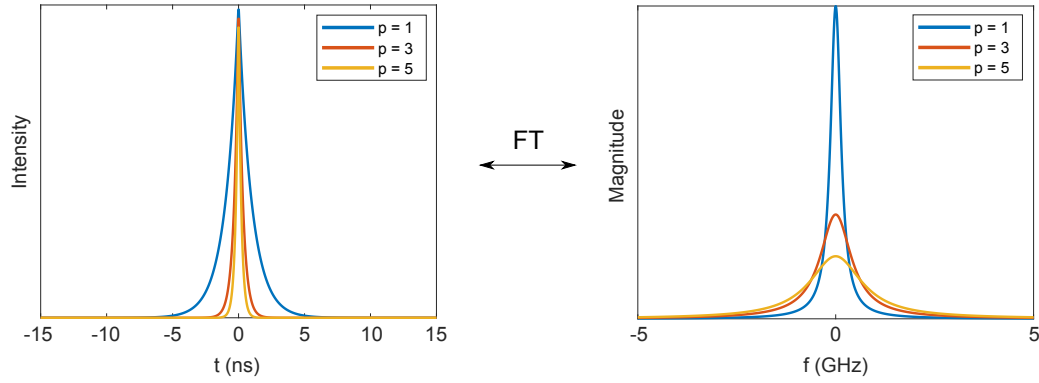 p = 1
p = 3
p = 5
Intensity
-15 -10 -5 0 5 10 15
t (ns)
FT
p = 1
p = 3
p = 5
Magnitude
-5 0 5
f (GHz)